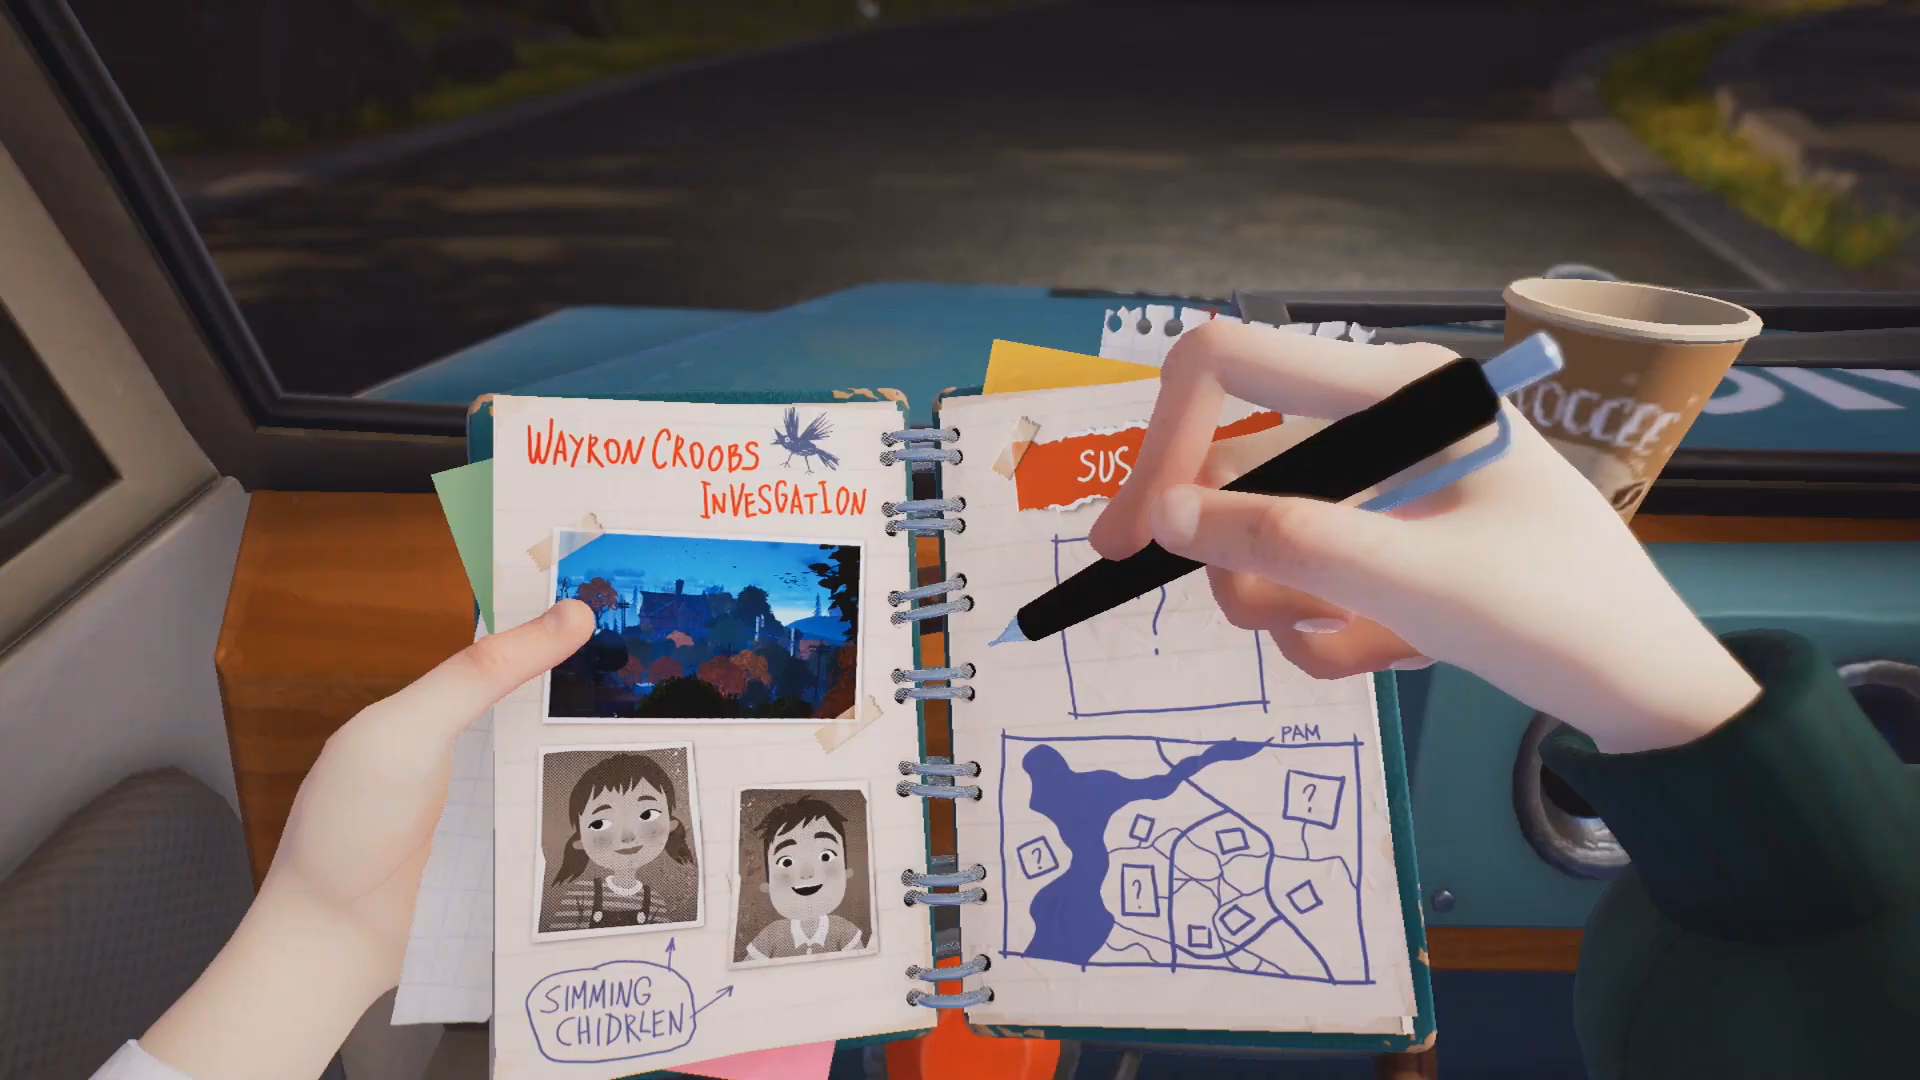 WAYRON CROOBS
INVESGATION
SUS
?
PAM
?
?
?
SIMMING
CHIDRLEN